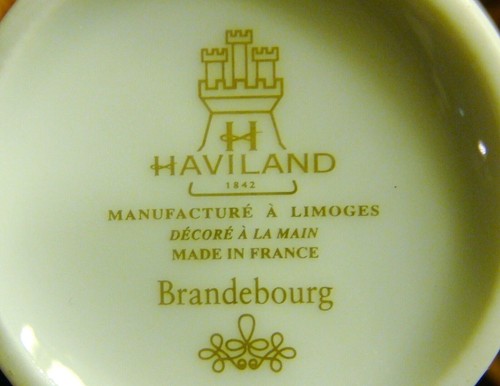 H
HAVILAND
1842
MANUFACTURÉ À LIMOGES
DÉCORÉ À LA MAIN
MADE IN FRANCE
Brandebourg